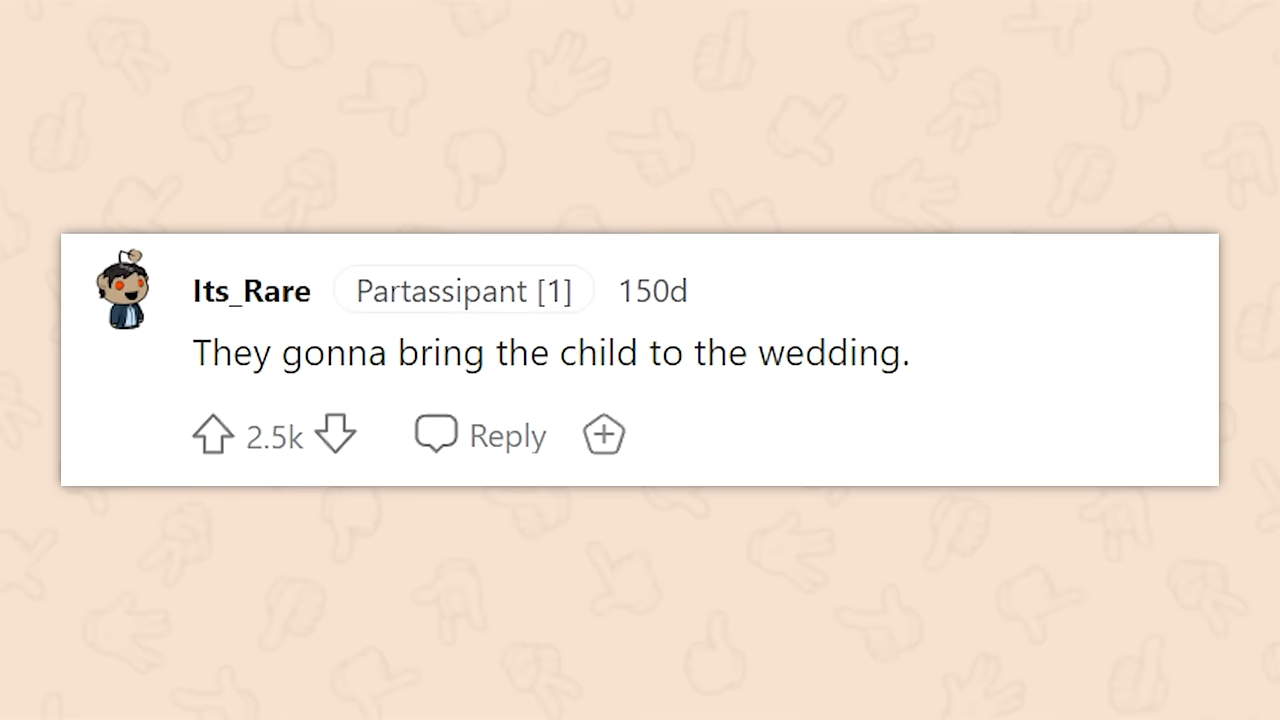 Its_Rare Partassipant [1] 150d
They gonna bring the child to the wedding.
2.5k Reply